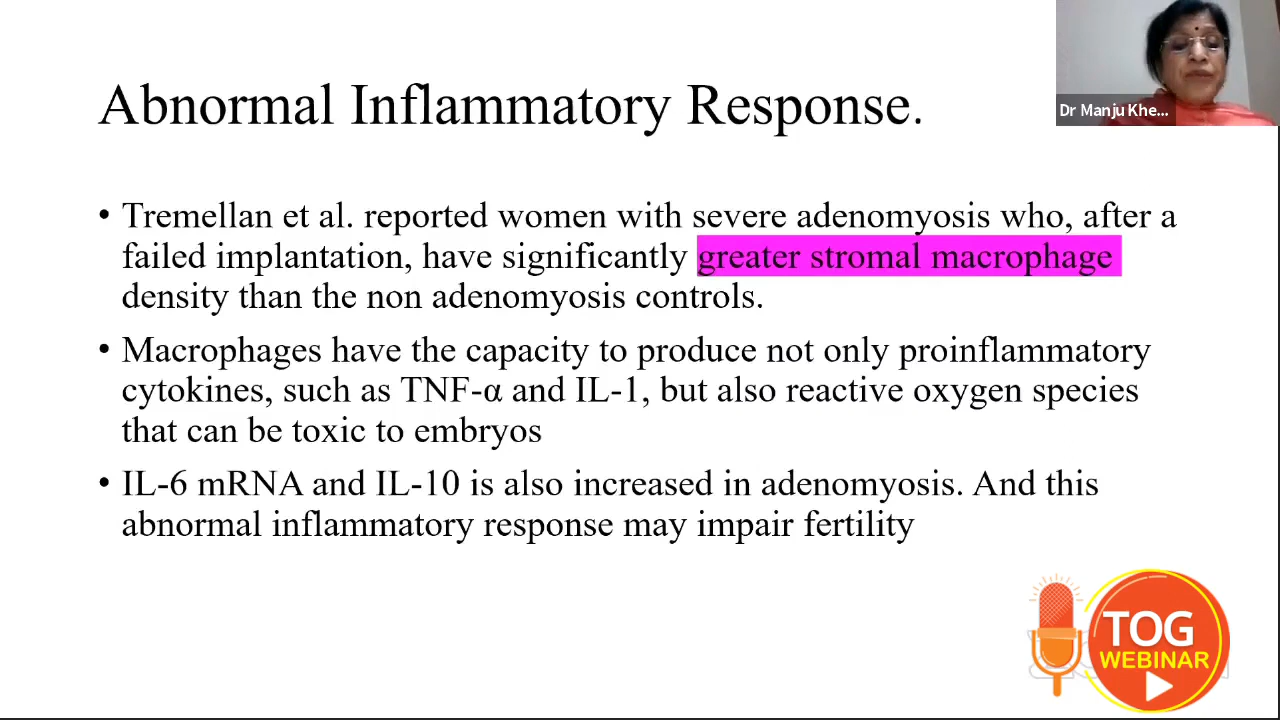 Abnormal Inflammatory Response.
Dr Manju Khe...
• Tremellan et al. reported women with severe adenomyosis who, after a
failed implantation, have significantly greater stromal macrophage
density than the non adenomyosis controls.
• Macrophages have the capacity to produce not only proinflammatory
cytokines, such as TNF-α and IL-1, but also reactive oxygen species
that can be toxic to embryos
• IL-6 mRNA and IL-10 is also increased in adenomyosis. And this
abnormal inflammatory response may impair fertility
TOG
WEBINAR